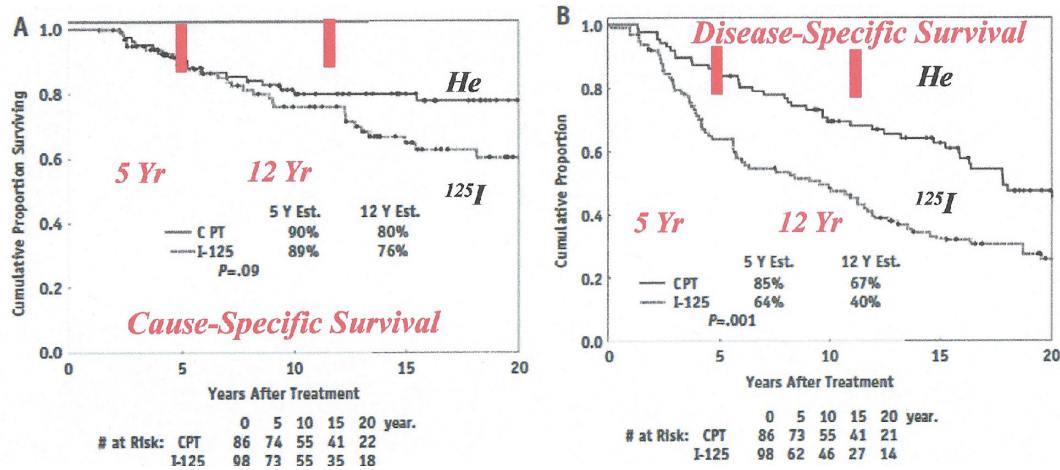 A
Cumulative Proportion Surviving
1.0
0.8
0.6
0.4
0.2
0.0
He
125I
5 Yr 12 Yr
5 Y Est. 12 Y Est.
CPT 90% 80%
I-125 89% 76%
P=.09
Cause-Specific Survival
0 5 10 15 20
Years After Treatment
0 5 10 15 20 year.
# at Risk: CPT 86 74 55 41 22
I-125 98 73 55 35 18
B
Cumulative Proportion
1.0
0.8
0.6
0.4
0.2
0.0
Disease-Specific Survival
He
125I
5 Yr 12 Yr
5 Y Est. 12 Y Est.
CPT 85% 67%
I-125 64% 40%
P=.001
0 5 10 15 20
Years After Treatment
0 5 10 15 20 year.
# at Risk: CPT 86 73 55 41 21
I-125 98 62 46 27 14